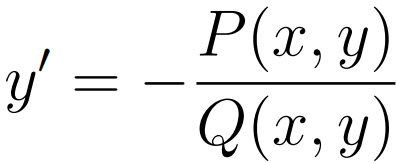 y' = -\frac{P(x, y)}{Q(x, y)}